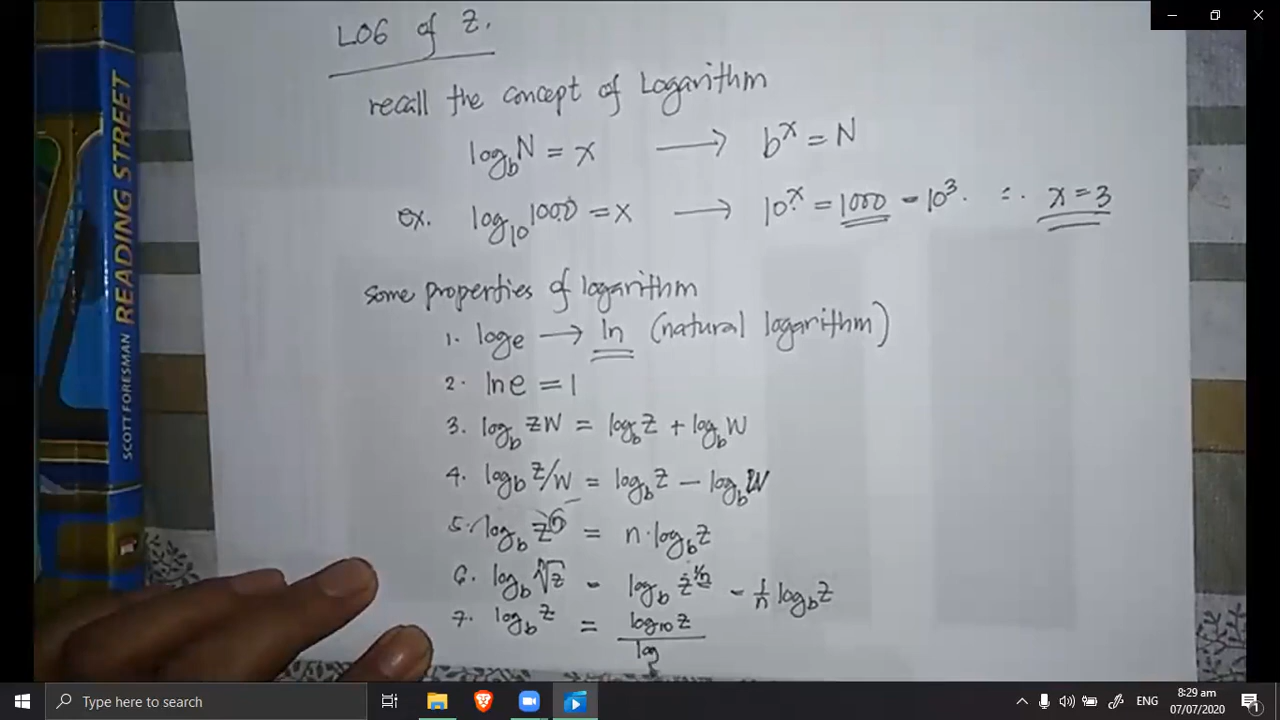 LOG of z.
recall the concept of Logarithm
log_b N = x → b^x = N
ex. log_10 1000 = x → 10^x = 1000 = 10^3 ∴ x = 3
some properties of logarithm
1. log_e → ln (natural logarithm)
2. ln e = 1
3. log_b ZW = log_b Z + log_b W
4. log_b Z/W = log_b Z - log_b W
5. log_b Z^n = n·log_b Z
6. log_b ⁿ√Z = log_b Z^1/n = 1/n log_b Z
7. log_b Z = log_10 Z / log
SCOTT FORESMAN READING STREET
Type here to search
ENG
8:29 am
07/07/2020
1